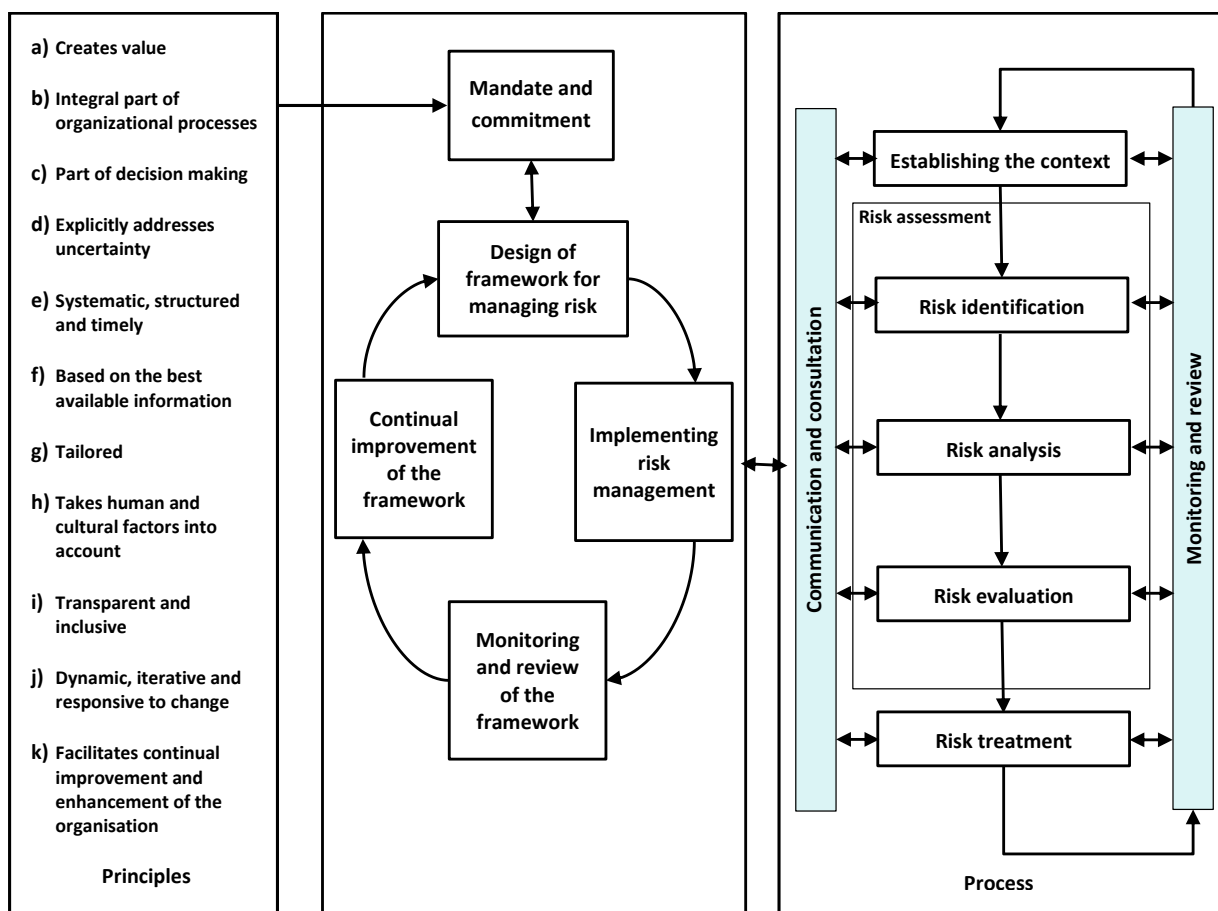 a) Creates value
b) Integral part of
organizational processes
c) Part of decision making
d) Explicitly addresses
uncertainty
e) Systematic, structured
and timely
f) Based on the best
available information
g) Tailored
h) Takes human and
cultural factors into
account
i) Transparent and
inclusive
j) Dynamic, iterative and
responsive to change
k) Facilitates continual
improvement and
enhancement of the
organisation
Principles
Mandate and
commitment
Design of
framework for
managing risk
Continual
improvement
of the
framework
Implementing
risk
management
Monitoring
and review
of the
framework
Communication and consultation
Establishing the context
Risk assessment
Risk identification
Risk analysis
Risk evaluation
Risk treatment
Monitoring and review
Process